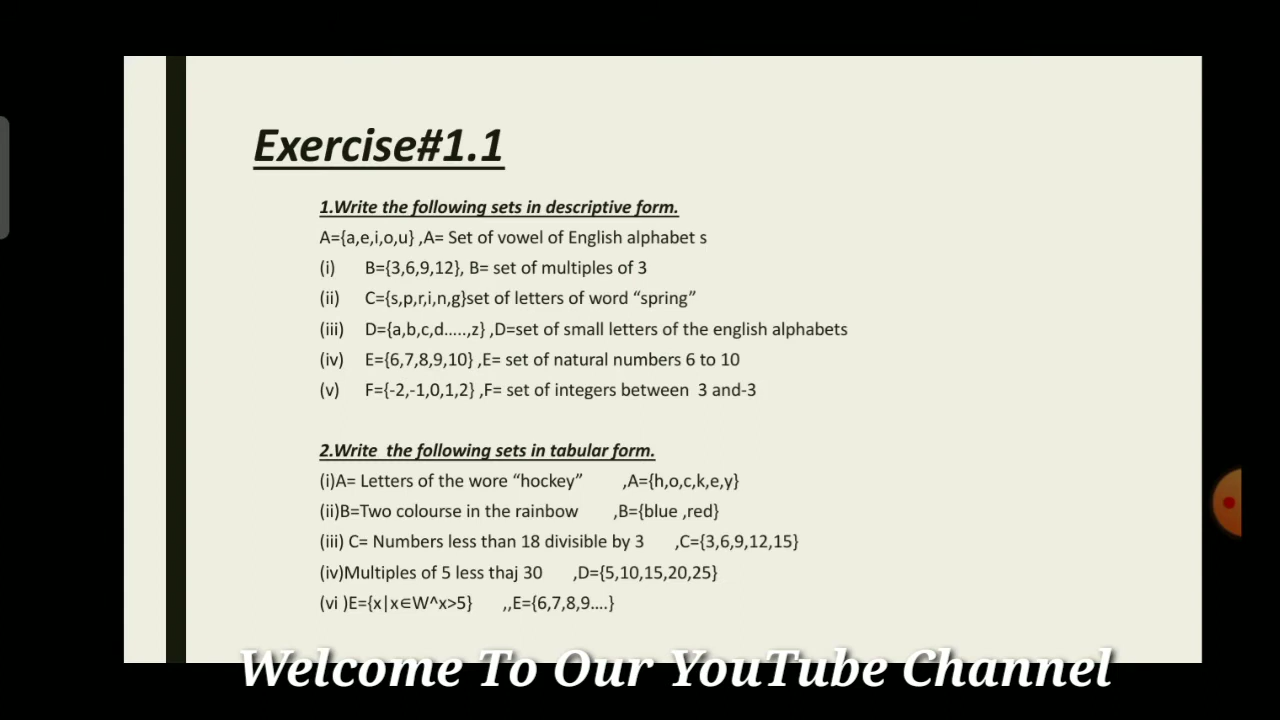 Exercise#1.1
1.Write the following sets in descriptive form.
A={a,e,i,o,u} ,A= Set of vowel of English alphabet s
(i) B={3,6,9,12}, B= set of multiples of 3
(ii) C={s,p,r,i,n,g}set of letters of word “spring”
(iii) D={a,b,c,d.....,z} ,D=set of small letters of the english alphabets
(iv) E={6,7,8,9,10} ,E= set of natural numbers 6 to 10
(v) F={-2,-1,0,1,2} ,F= set of integers between 3 and-3
2.Write the following sets in tabular form.
(i)A= Letters of the wore “hockey” ,A={h,o,c,k,e,y}
(ii)B=Two colourse in the rainbow ,B={blue ,red}
(iii) C= Numbers less than 18 divisible by 3 ,C={3,6,9,12,15}
(iv)Multiples of 5 less thaj 30 ,D={5,10,15,20,25}
(vi )E={x|x∈W^x>5} ,,E={6,7,8,9....}
Welcome To Our YouTube Channel